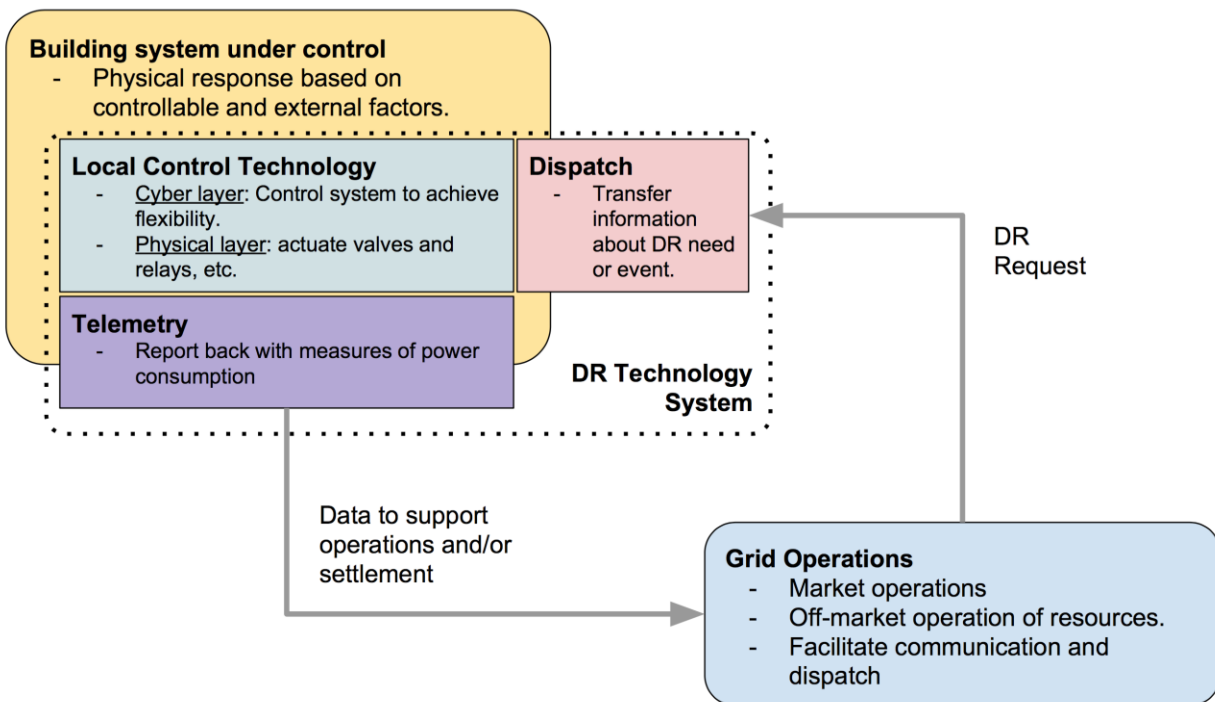 Building system under control
- Physical response based on
controllable and external factors.
Local Control Technology
- Cyber layer: Control system to achieve
flexibility.
- Physical layer: actuate valves and
relays, etc.
Dispatch
- Transfer
information
about DR need
or event.
DR
Request
Telemetry
- Report back with measures of power
consumption
DR Technology
System
Data to support
operations and/or
settlement
Grid Operations
- Market operations
- Off-market operation of resources.
- Facilitate communication and
dispatch